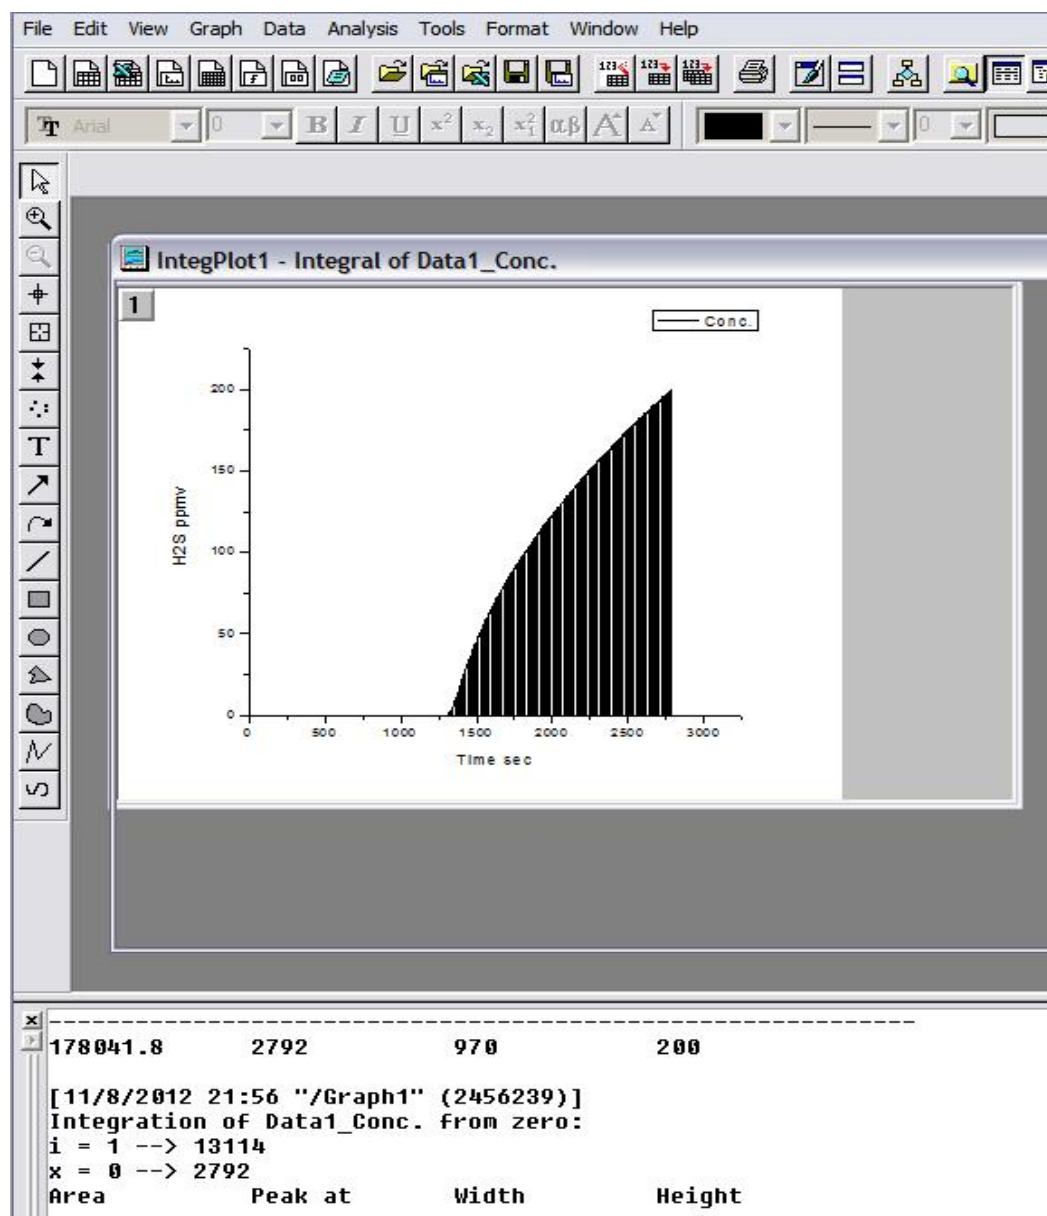 File Edit View Graph Data Analysis Tools Format Window Help
Arial 0 B I U x² x₂ αβ A A 0
IntegPlot1 - Integral of Data1_Conc.
1
Conc.
200
150
100
50
0
H2S ppmv
0 500 1000 1500 2000 2500 3000
Time sec
178041.8 2792 970 200
[11/8/2012 21:56 "/Graph1" (2456239)]
Integration of Data1_Conc. from zero:
i = 1 --> 13114
x = 0 --> 2792
Area Peak at Width Height